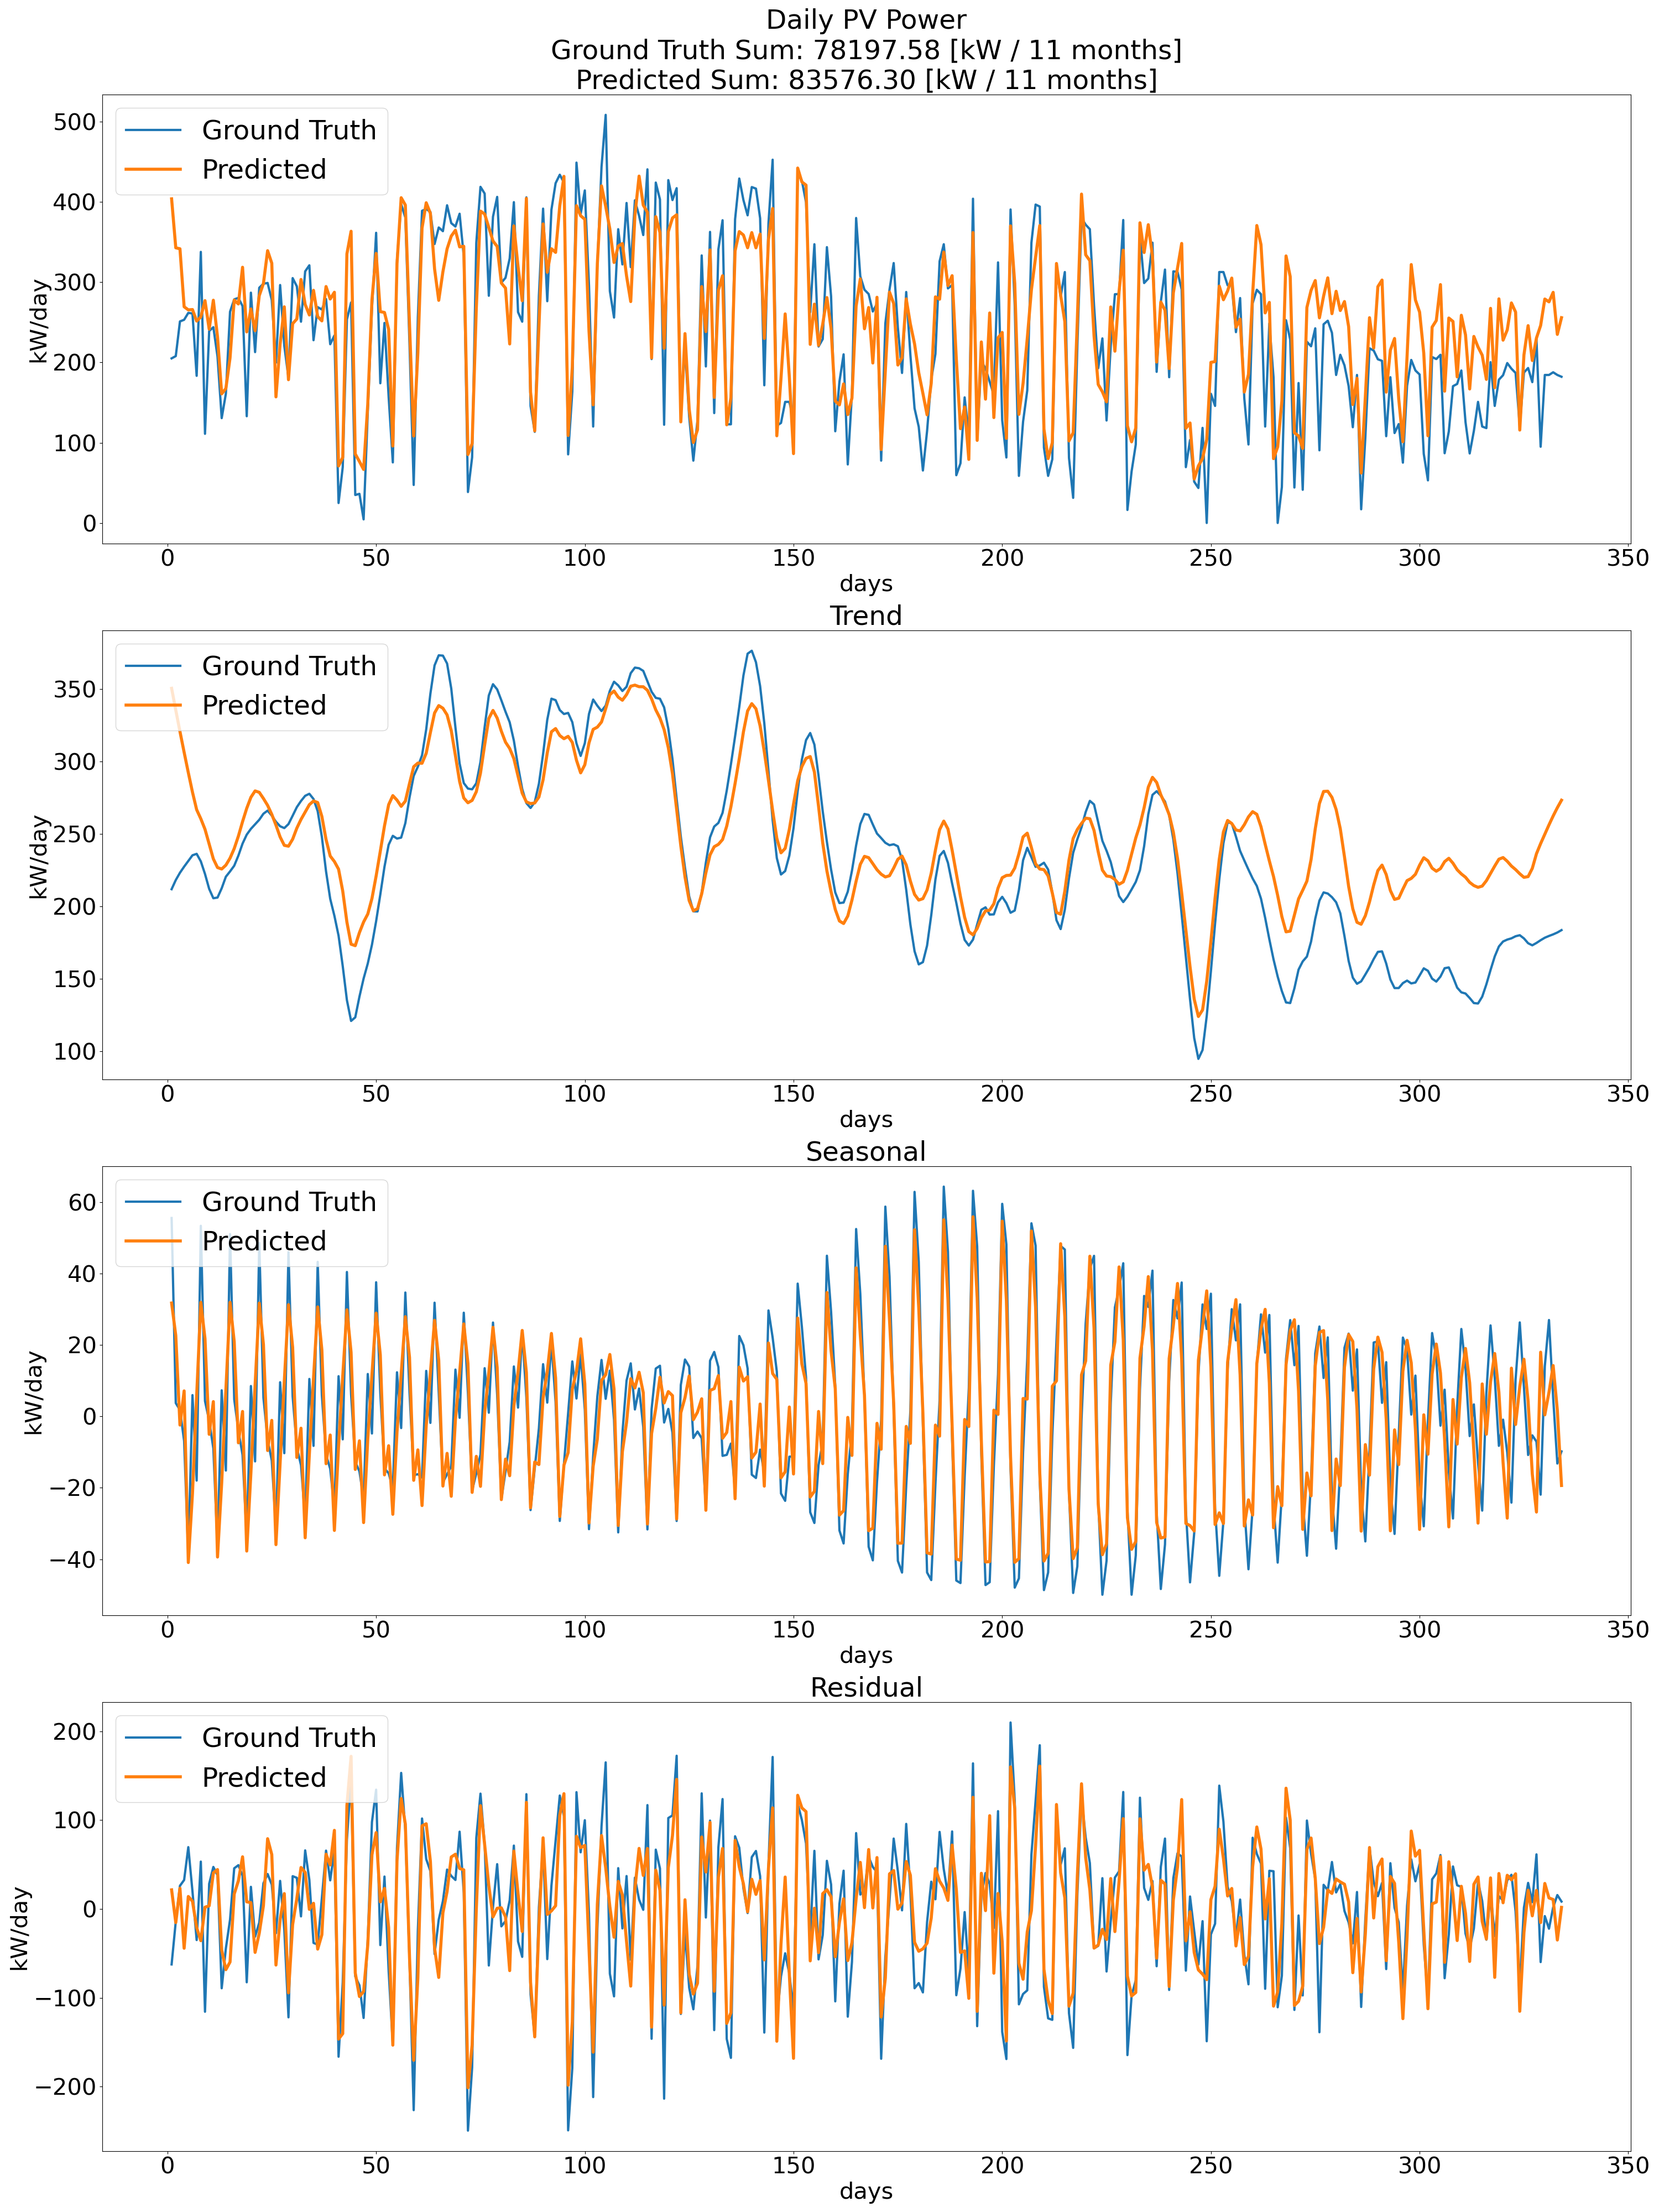 Daily PV Power
Ground Truth Sum: 78197.58 [kW / 11 months]
Predicted Sum: 83576.30 [kW / 11 months]
Ground Truth
Predicted
500
400
300
200
100
0
kW/day
0 50 100 150 200 250 300 350
days
Trend
Ground Truth
Predicted
350
300
250
200
150
100
kW/day
0 50 100 150 200 250 300 350
days
Seasonal
Ground Truth
Predicted
60
40
20
0
−20
−40
kW/day
0 50 100 150 200 250 300 350
days
Residual
Ground Truth
Predicted
200
100
0
−100
−200
kW/day
0 50 100 150 200 250 300 350
days